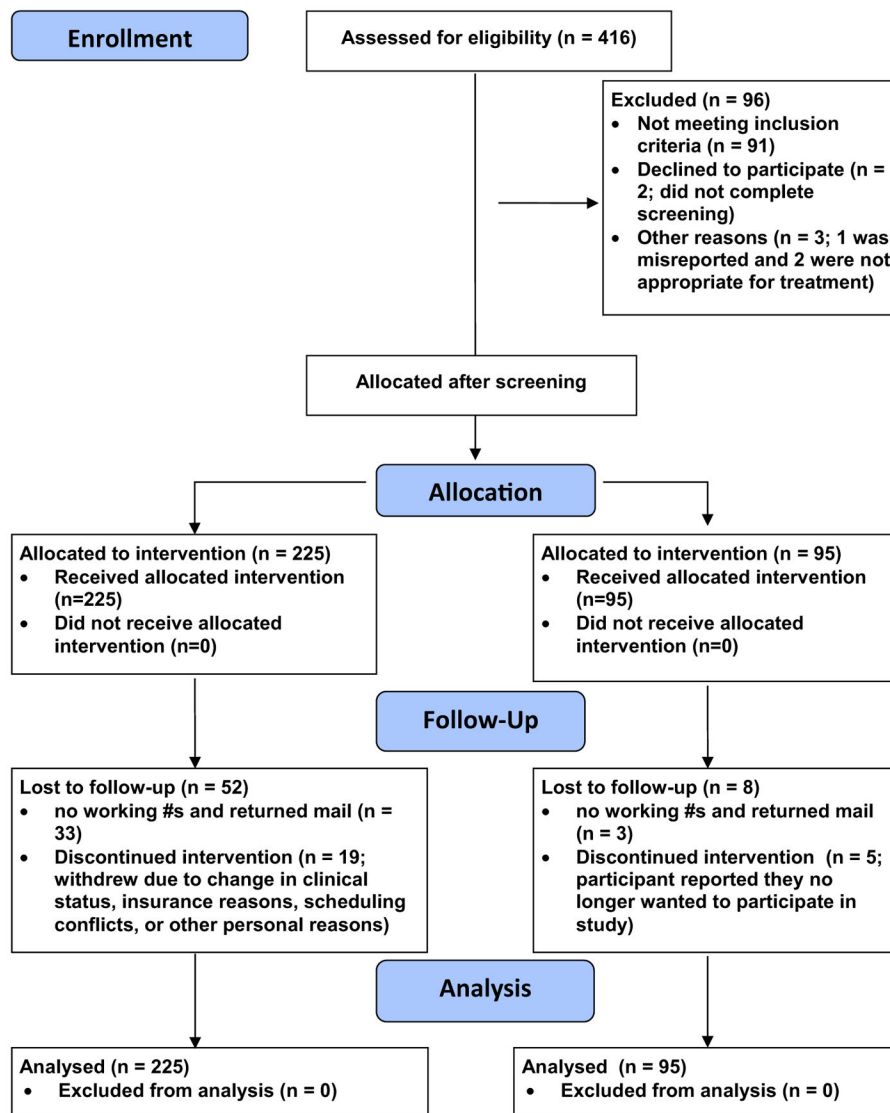 Enrollment
Assessed for eligibility (n = 416)
Excluded (n = 96)
• Not meeting inclusion
criteria (n = 91)
• Declined to participate (n =
2; did not complete
screening)
• Other reasons (n = 3; 1 was
misreported and 2 were not
appropriate for treatment)
Allocated after screening
Allocation
Allocated to intervention (n = 225)
• Received allocated intervention
(n=225)
• Did not receive allocated
intervention (n=0)
Allocated to intervention (n = 95)
• Received allocated intervention
(n=95)
• Did not receive allocated
intervention (n=0)
Follow-Up
Lost to follow-up (n = 52)
• no working #s and returned mail (n =
33)
• Discontinued intervention (n = 19;
withdrew due to change in clinical
status, insurance reasons, scheduling
conflicts, or other personal reasons)
Lost to follow-up (n = 8)
• no working #s and returned mail
(n = 3)
• Discontinued intervention (n = 5;
participant reported they no
longer wanted to participate in
study)
Analysis
Analysed (n = 225)
• Excluded from analysis (n = 0)
Analysed (n = 95)
• Excluded from analysis (n = 0)